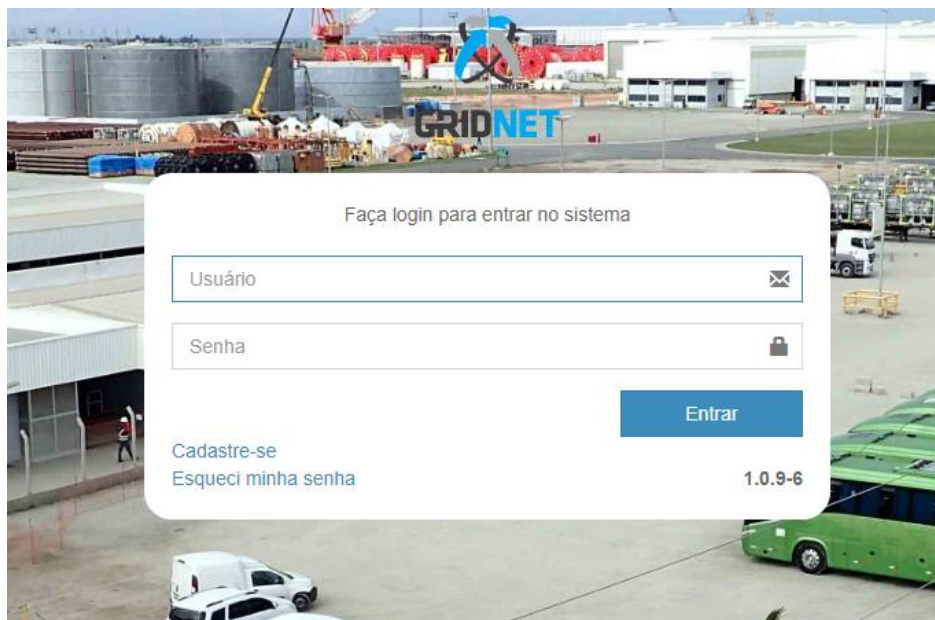 GRIDNET
Faça login para entrar no sistema
Usuário
Senha
Entrar
Cadastre-se
Esqueci minha senha
1.0.9-6